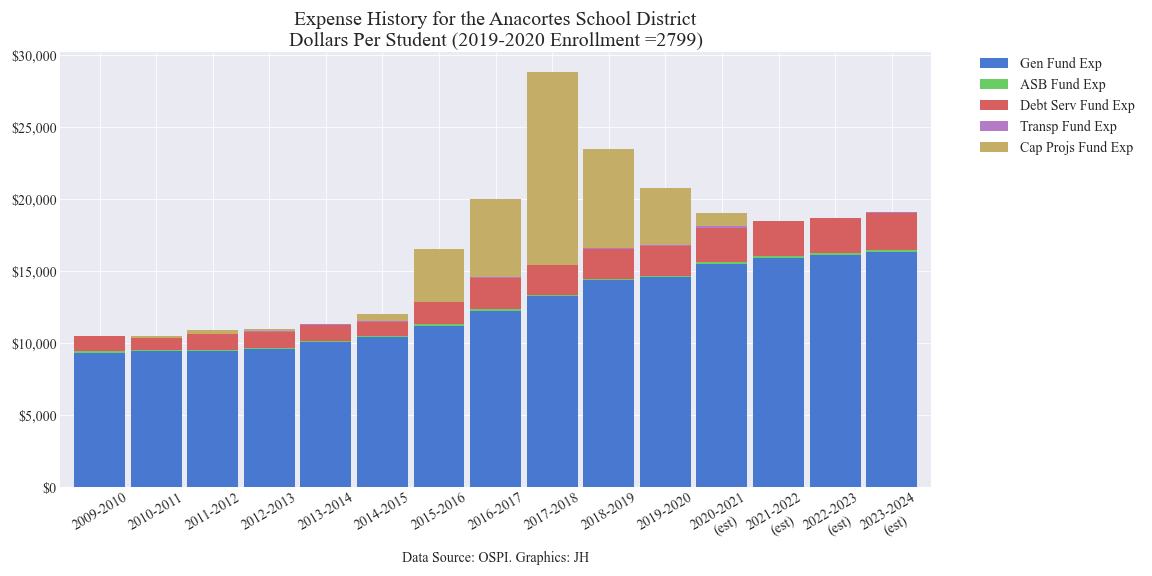 Expense History for the Anacortes School District
Dollars Per Student (2019-2020 Enrollment =2799)
$30,000
$25,000
$20,000
$15,000
$10,000
$5,000
$0
Gen Fund Exp
ASB Fund Exp
Debt Serv Fund Exp
Transp Fund Exp
Cap Projs Fund Exp
2009-2010
2010-2011
2011-2012
2012-2013
2013-2014
2014-2015
2015-2016
2016-2017
2017-2018
2018-2019
2019-2020
2020-2021
(est)
2021-2022
(est)
2022-2023
(est)
2023-2024
(est)
Data Source: OSPI. Graphics: JH